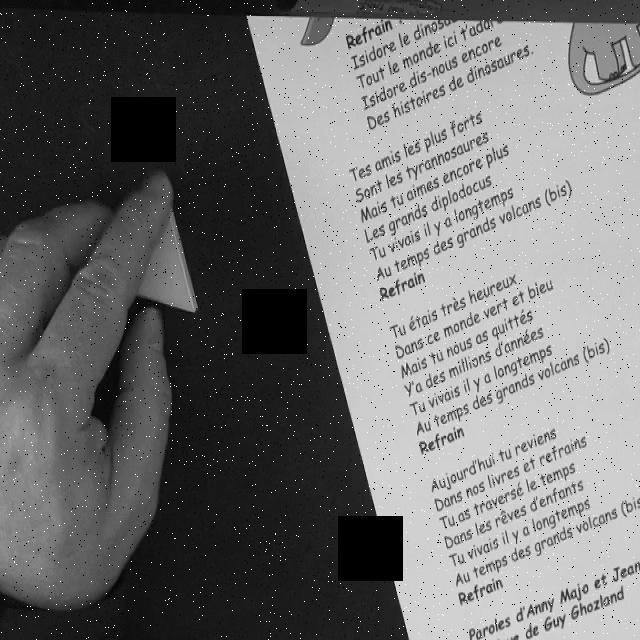 Refrain
Isidore le dinosau
Tout le monde ici t'ador
Isidore dis-nous encore
Des histoires de dinosaures.
Tes amis les plus forts
Sont les tyrannosaures
Mais tu aimes encore plus
Les grands diplodocus
Tu vivais il y a longtemps
Au temps des grands volcans (bis)
Refrain
Tu étais très heureux
Dans ce monde vert et bleu
Mais tu nous as quittés
Y'a des millions d'années
Tu vivais il y a longtemps
Au temps des grands volcans (bis)
Refrain
Aujourd'hui tu reviens
Dans nos livres et refrains
Tu as traversé le temps
Dans les rêves d'enfants
Tu vivais il y a longtemps
Au temps des grands volcans (bis
Refrain
Paroles d'Anny Majo et Jean
de Guy Ghozland